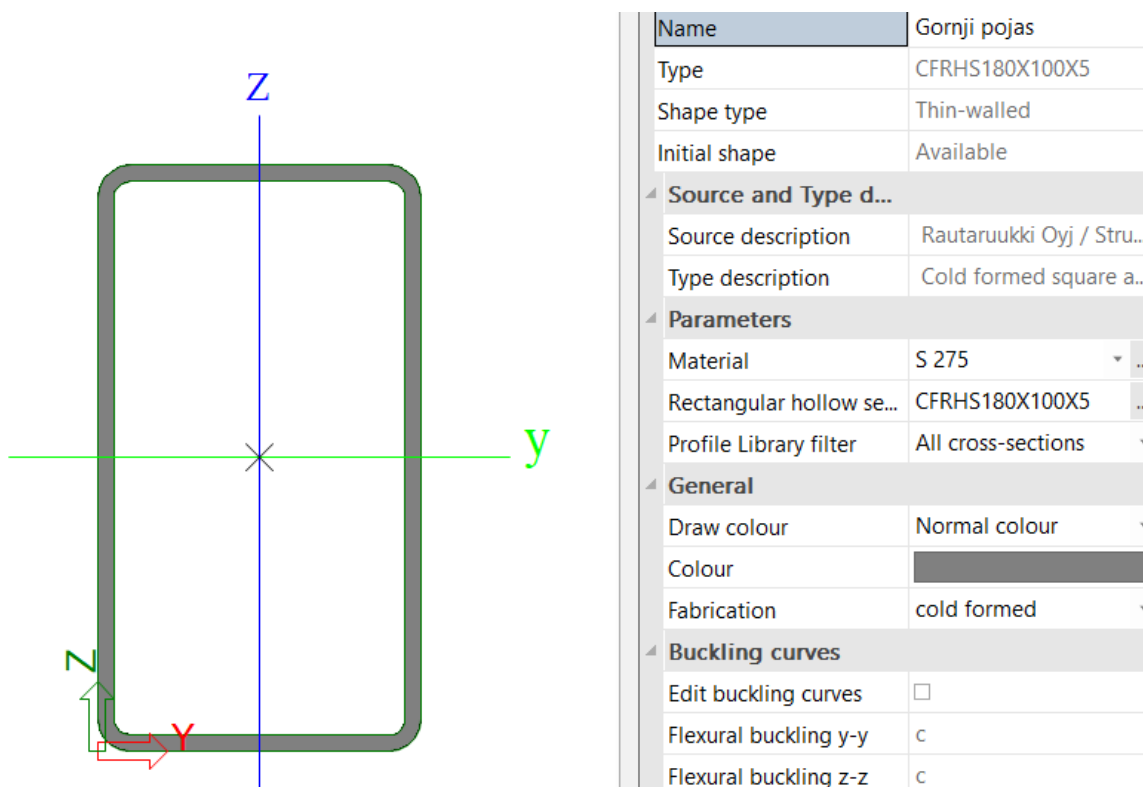 Z
y
Z
Y
Name Gornji pojas
Type CFRHS180X100X5
Shape type Thin-walled
Initial shape Available
Source and Type d...
Source description Rautaruukki Oyj / Stru...
Type description Cold formed square a...
Parameters
Material S 275
Rectangular hollow se... CFRHS180X100X5
Profile Library filter All cross-sections
General
Draw colour Normal colour
Colour
Fabrication cold formed
Buckling curves
Edit buckling curves
Flexural buckling y-y c
Flexural buckling z-z c